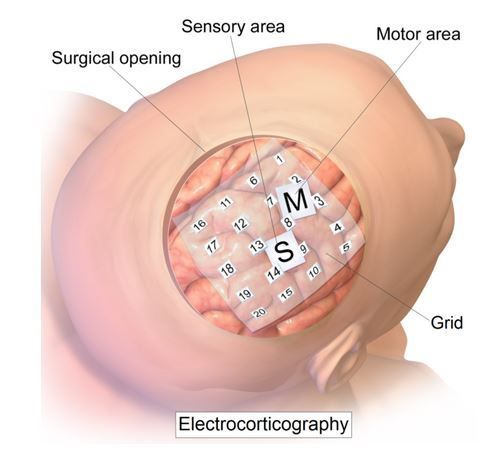 Sensory area
Motor area
Surgical opening
1
6
2
11
7
M
3
16
12
8
4
17
13
S
9
5
18
14
10
19
15
20
Grid
Electrocorticography